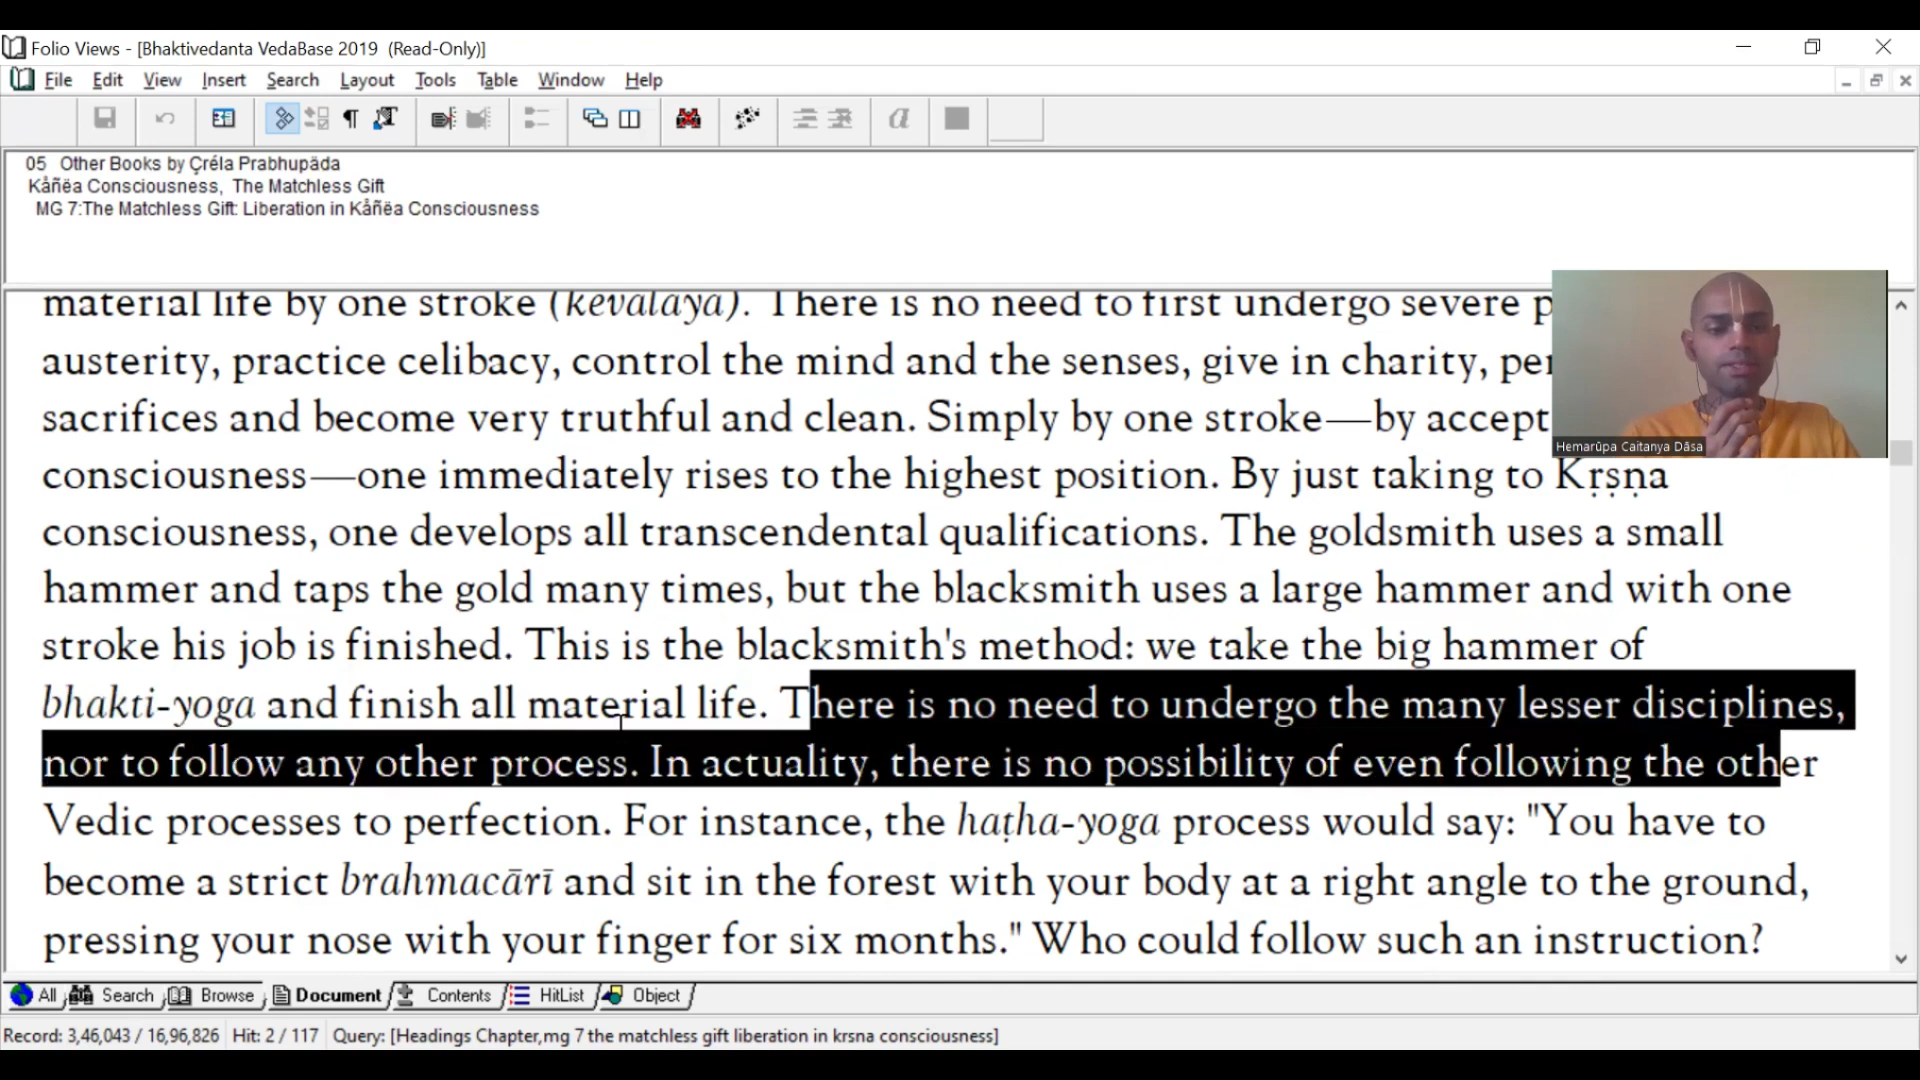 Folio Views - [Bhaktivedanta VedaBase 2019 (Read-Only)]
File Edit View Insert Search Layout Tools Table Window Help
05 Other Books by Çréla Prabhupäda
Kåñëa Consciousness, The Matchless Gift
MG 7:The Matchless Gift: Liberation in Kåñëa Consciousness
material life by one stroke (kevalayā). There is no need to first undergo severe
austerity, practice celibacy, control the mind and the senses, give in charity,
sacrifices and become very truthful and clean. Simply by one stroke—by
consciousness—one immediately rises to the highest position. By just taking to Kṛṣṇa
consciousness, one develops all transcendental qualifications. The goldsmith uses a small
hammer and taps the gold many times, but the blacksmith uses a large hammer and with one
stroke his job is finished. This is the blacksmith's method: we take the big hammer of
bhakti-yoga and finish all material life. There is no need to undergo the many lesser disciplines,
nor to follow any other process. In actuality, there is no possibility of even following the other
Vedic processes to perfection. For instance, the haṭha-yoga process would say: "You have to
become a strict brahmacārī and sit in the forest with your body at a right angle to the ground,
pressing your nose with your finger for six months." Who could follow such an instruction?
Hemarūpa Caitanya Dāsa
All Search Browse Document Contents HitList Object
Record: 3,46,043 / 16,96,826 Hit: 2 / 117 Query: [Headings Chapter,mg 7 the matchless gift liberation in krsna consciousness]